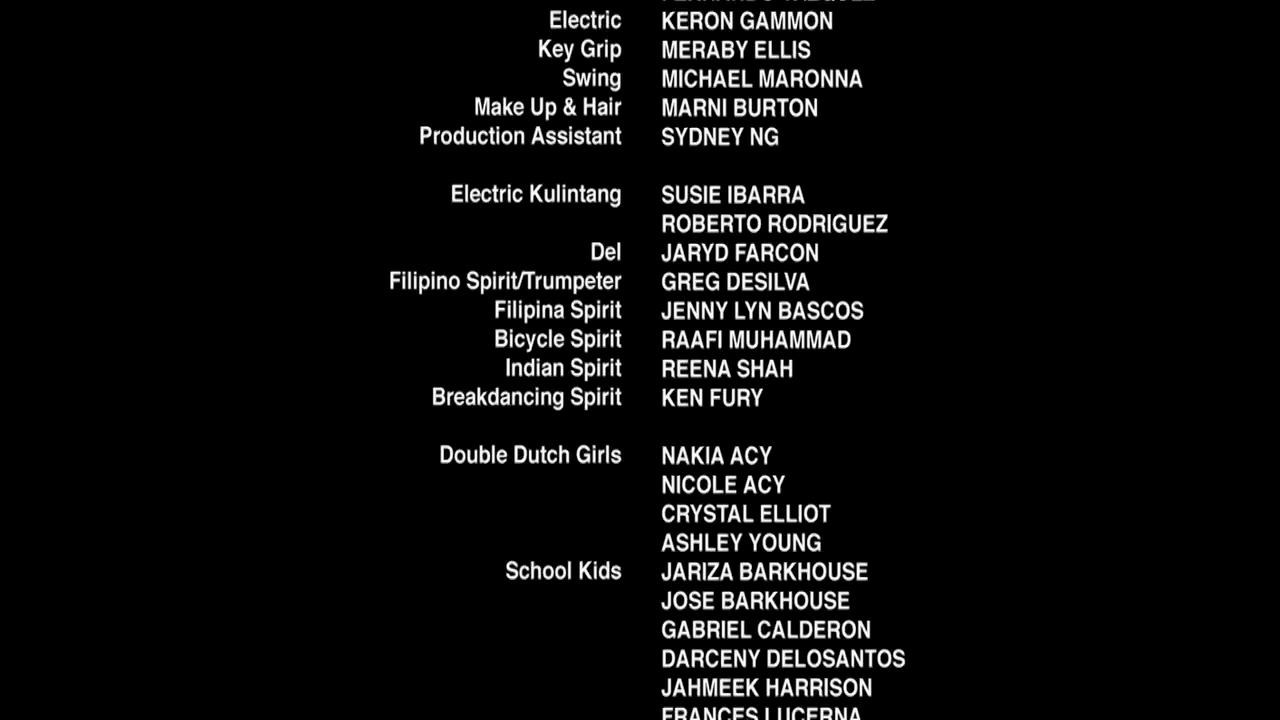 Electric KERON GAMMON
Key Grip MERABY ELLIS
Swing MICHAEL MARONNA
Make Up & Hair MARNI BURTON
Production Assistant SYDNEY NG
Electric Kulintang SUSIE IBARRA
ROBERTO RODRIGUEZ
Del JARYD FARCON
Filipino Spirit/Trumpeter GREG DESILVA
Filipina Spirit JENNY LYN BASCOS
Bicycle Spirit RAAFI MUHAMMAD
Indian Spirit REENA SHAH
Breakdancing Spirit KEN FURY
Double Dutch Girls NAKIA ACY
NICOLE ACY
CRYSTAL ELLIOT
ASHLEY YOUNG
School Kids JARIZA BARKHOUSE
JOSE BARKHOUSE
GABRIEL CALDERON
DARCENY DELOSANTOS
JAHMEEK HARRISON
FRANCES LUCERNA